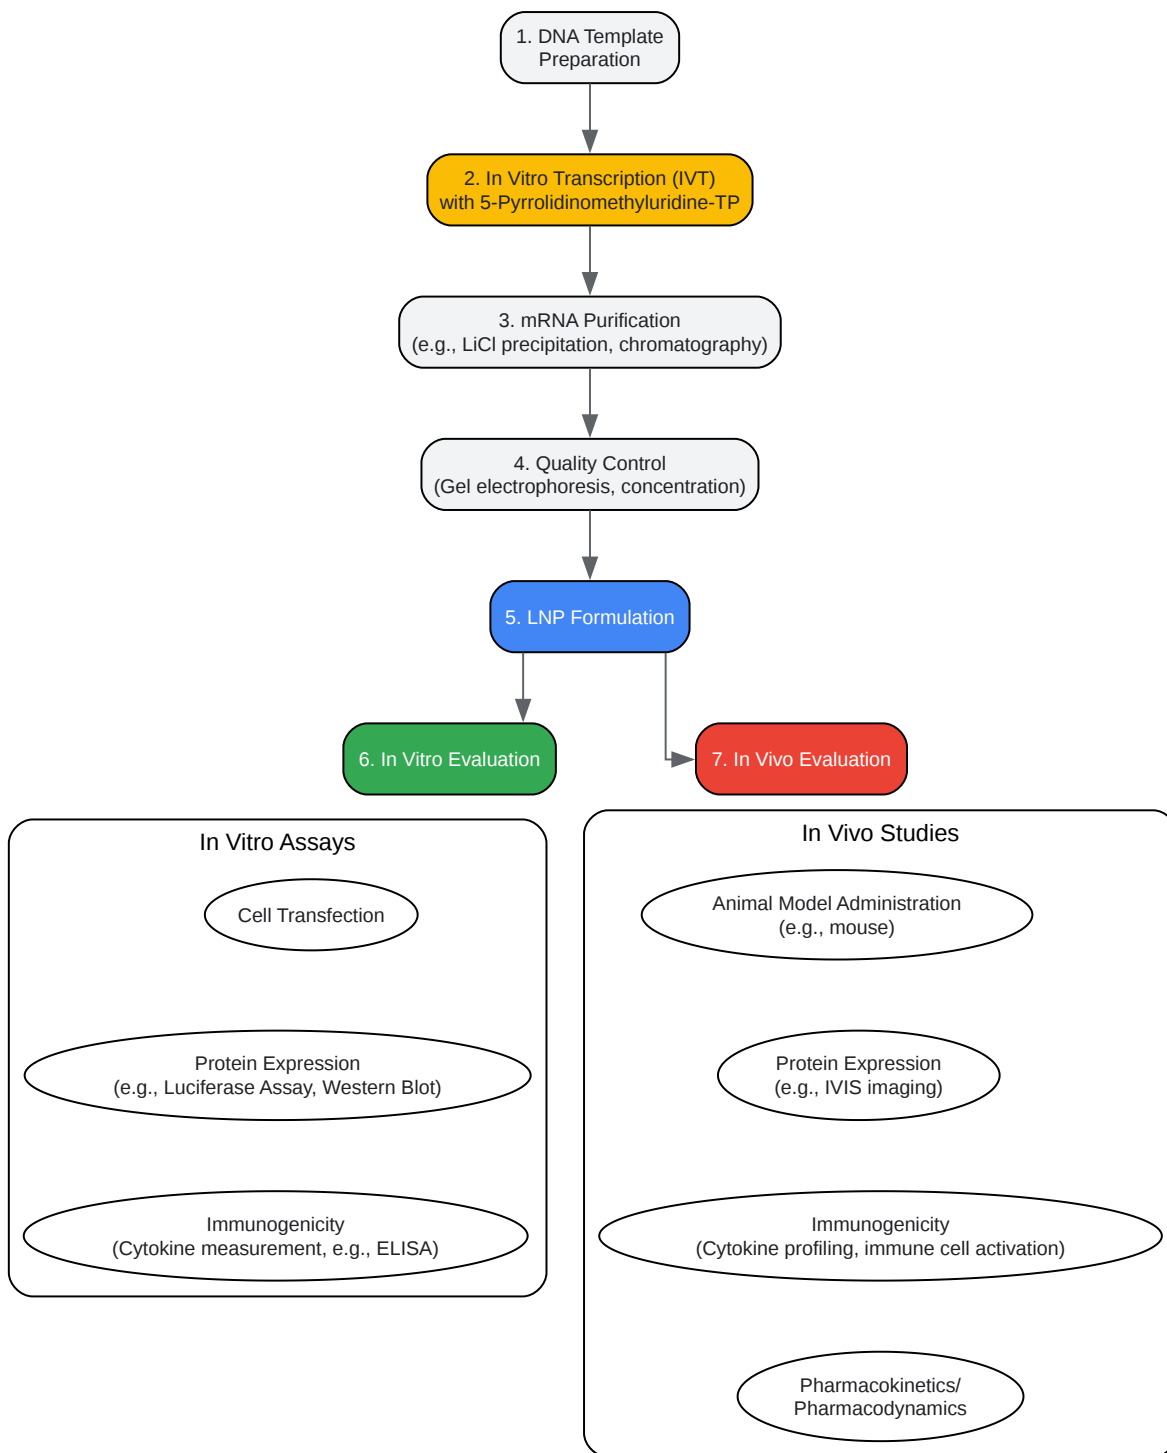 1. DNA Template
Preparation
2. In Vitro Transcription (IVT)
with 5-Pyrrolidinomethyluridine-TP
3. mRNA Purification
(e.g., LiCl precipitation, chromatography)
4. Quality Control
(Gel electrophoresis, concentration)
5. LNP Formulation
6. In Vitro Evaluation
7. In Vivo Evaluation
In Vitro Assays
Cell Transfection
Protein Expression
(e.g., Luciferase Assay, Western Blot)
Immunogenicity
(Cytokine measurement, e.g., ELISA)
In Vivo Studies
Animal Model Administration
(e.g., mouse)
Protein Expression
(e.g., IVIS imaging)
Immunogenicity
(Cytokine profiling, immune cell activation)
Pharmacokinetics/
Pharmacodynamics